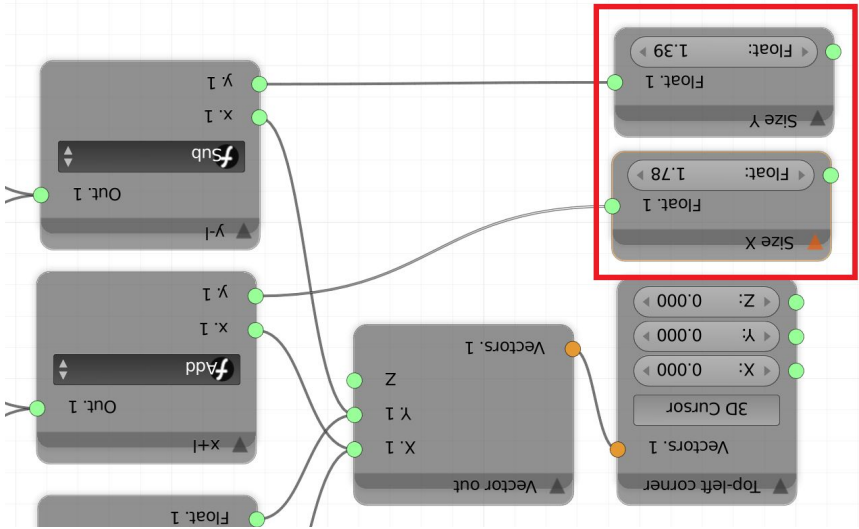 Top-left corner
Vectors. 1
3D Cursor
X: 0.000
Y: 0.000
Z: 0.000
Size X
Float. 1
Float: 1.78
Size Y
Float. 1
Float: 1.39
Vector out
X. 1
Y. 1
Z
Vectors. 1
Float. 1
x+l
Out. 1
Add
x. 1
y. 1
y-l
Out. 1
Sub
x. 1
y. 1